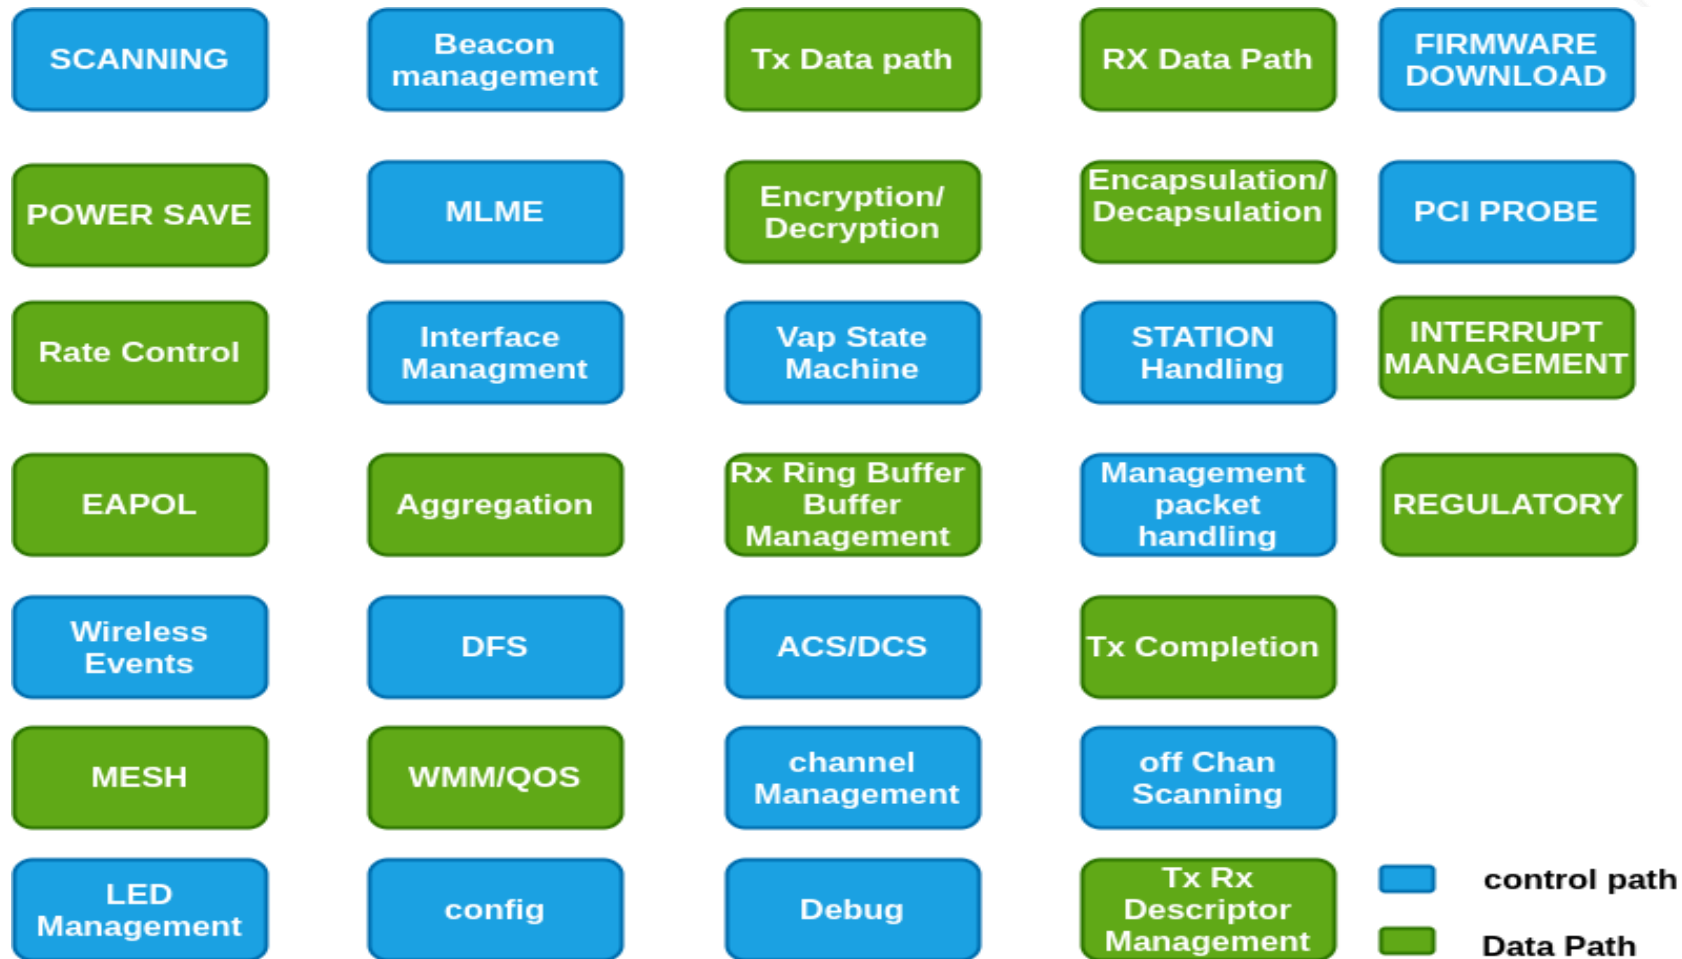 SCANNING
Beacon
management
Tx Data path
RX Data Path
FIRMWARE
DOWNLOAD
POWER SAVE
MLME
Encryption/
Decryption
Encapsulation/
Decapsulation
PCI PROBE
Rate Control
Interface
Managment
Vap State
Machine
STATION
Handling
INTERRUPT
MANAGEMENT
EAPOL
Aggregation
Rx Ring Buffer
Buffer
Management
Management
packet
handling
REGULATORY
Wireless
Events
DFS
ACS/DCS
Tx Completion
MESH
WMM/QOS
channel
Management
off Chan
Scanning
LED
Management
config
Debug
Tx Rx
Descriptor
Management
control path
Data Path